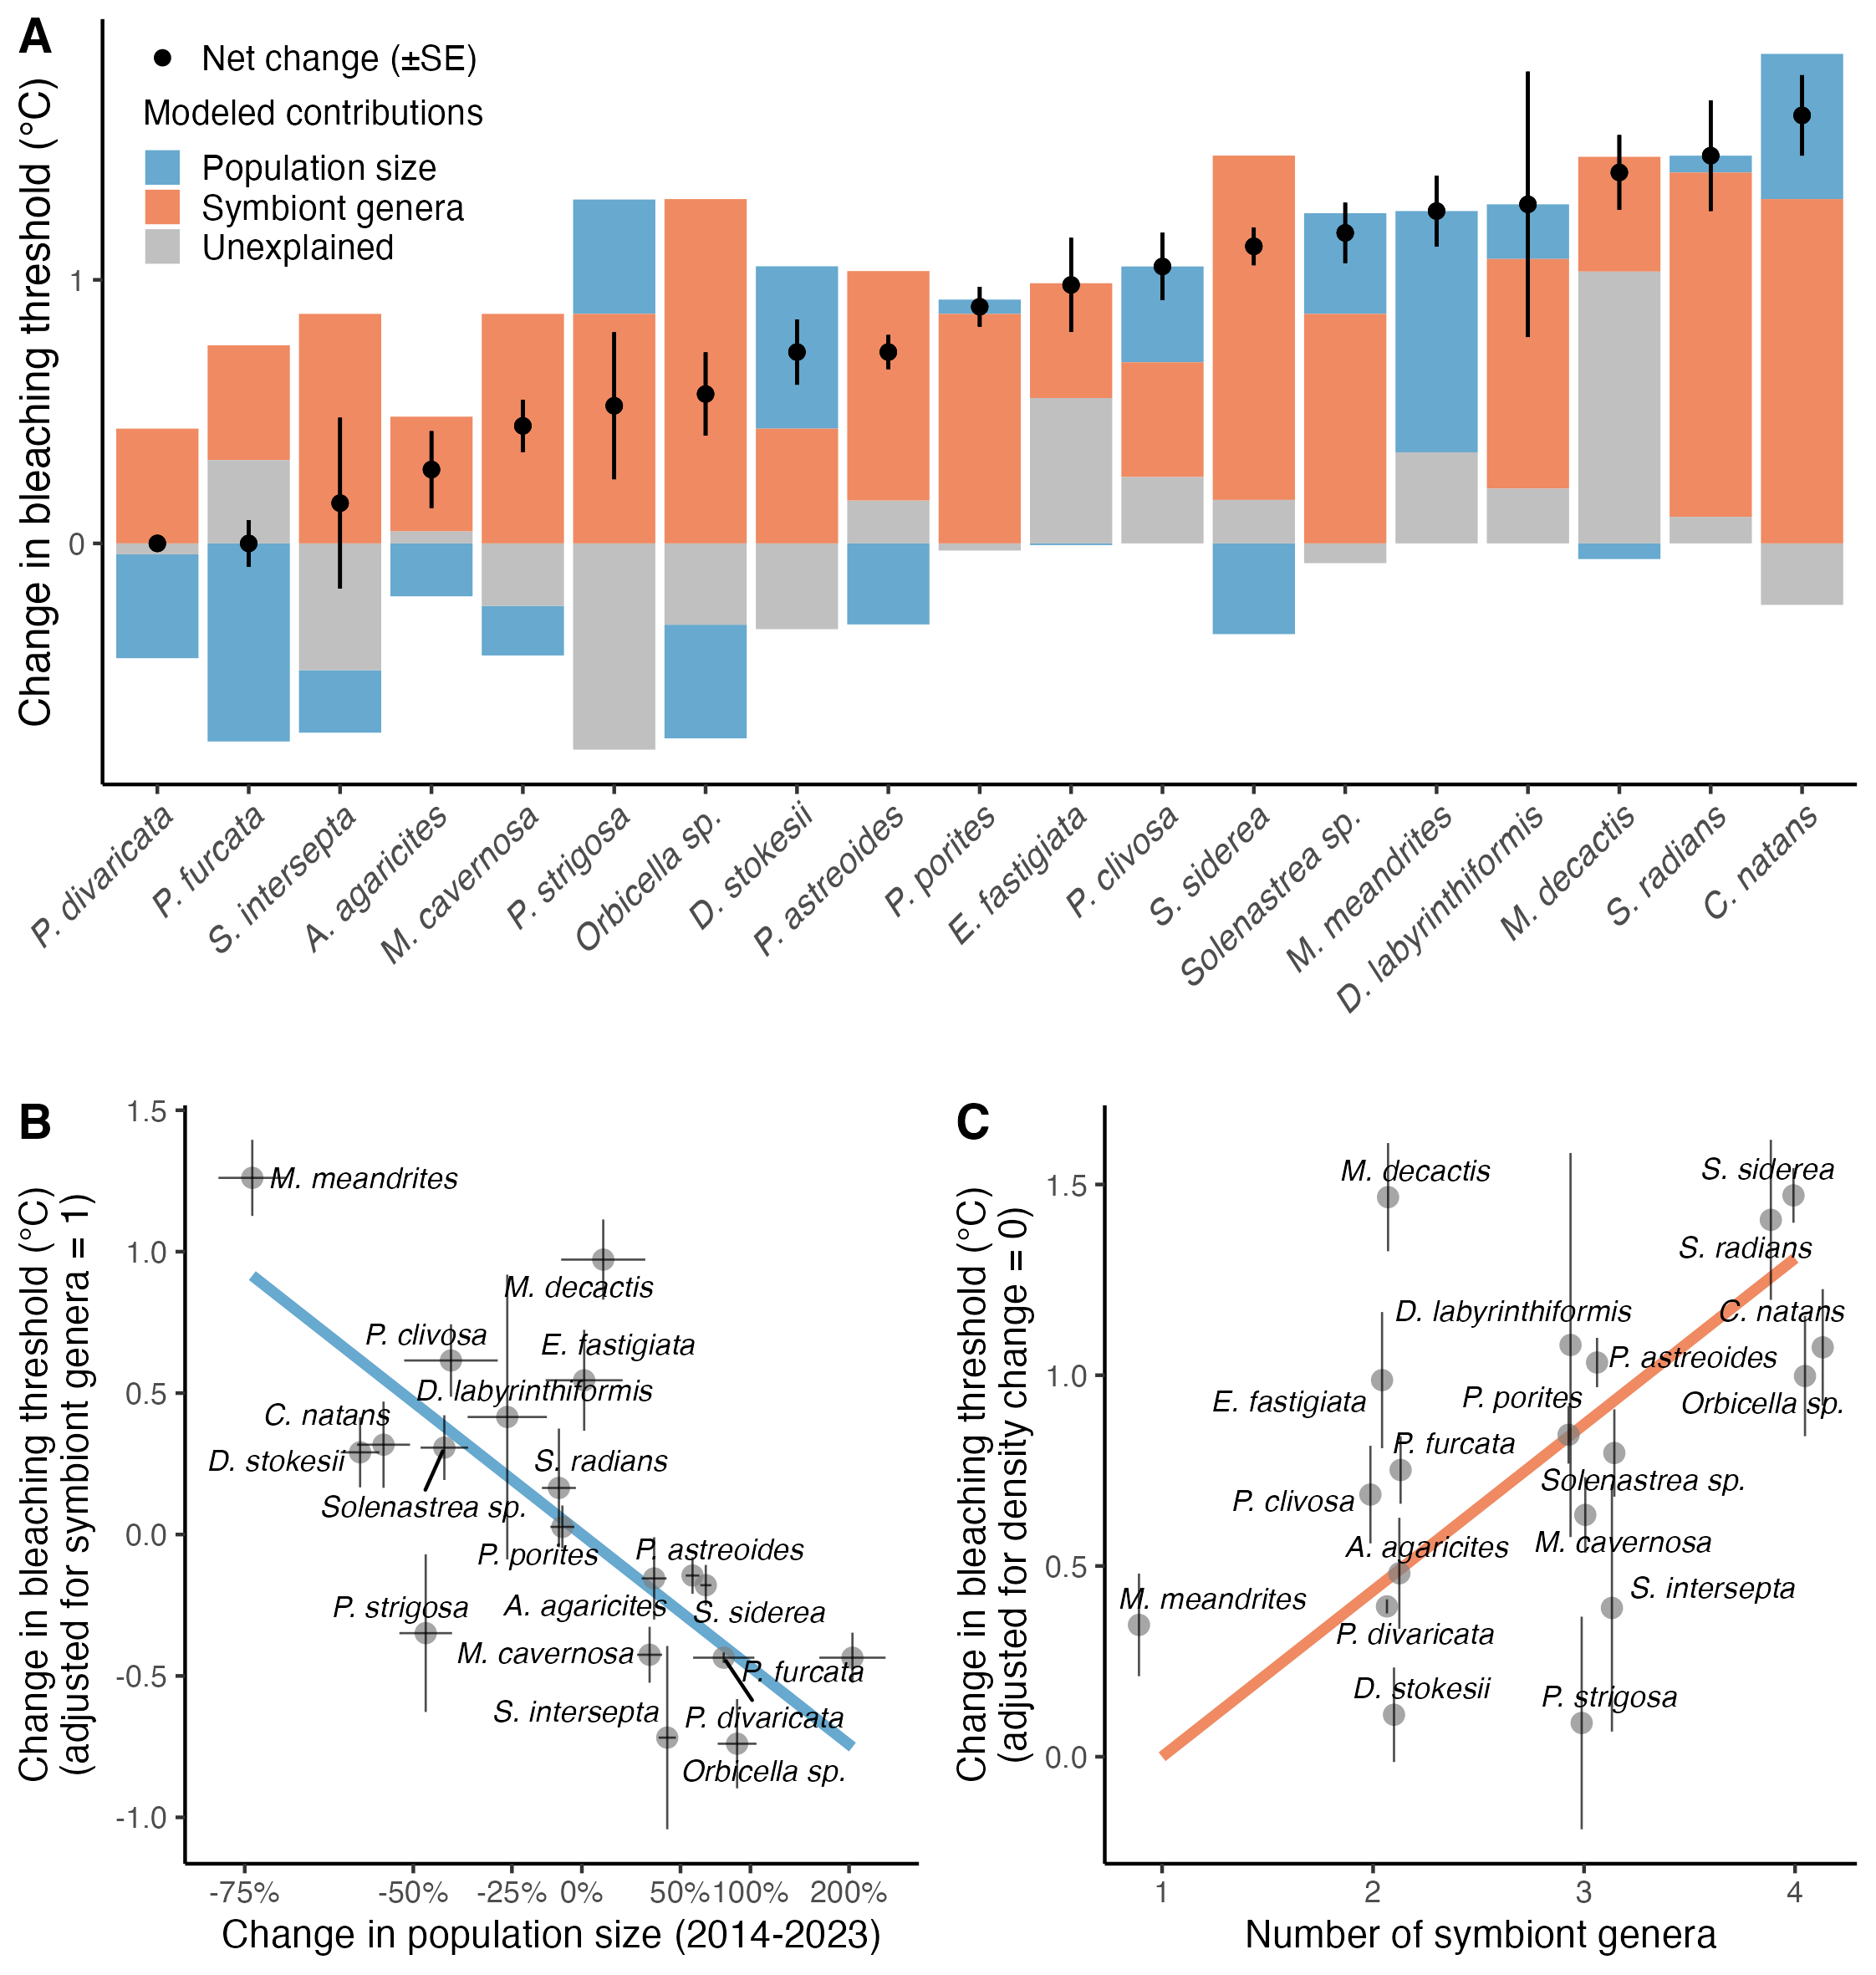 A
Net change (±SE)
Modeled contributions
Population size
Symbiont genera
Unexplained
Change in bleaching threshold (°C)
1
0
P. divaricata
P. furcata
S. intersepta
A. agaricites
M. cavernosa
P. strigosa
Orbicella sp.
D. stokesii
P. astreoides
P. porites
E. fastigiata
P. clivosa
S. siderea
Solenastrea sp.
M. meandrites
D. labyrinthiformis
M. decactis
S. radians
C. natans
B
Change in bleaching threshold (°C)
(adjusted for symbiont genera = 1)
1.5
1.0
0.5
0.0
-0.5
-1.0
M. meandrites
M. decactis
P. clivosa
E. fastigiata
D. labyrinthiformis
C. natans
D. stokesii
S. radians
Solenastrea sp.
P. porites
P. astreoides
P. strigosa
A. agaricites
S. siderea
M. cavernosa
P. furcata
S. intersepta
P. divaricata
Orbicella sp.
-75%
-50%
-25%
0%
50%
100%
200%
Change in population size (2014-2023)
C
Change in bleaching threshold (°C)
(adjusted for density change = 0)
1.5
1.0
0.5
0.0
M. decactis
S. siderea
S. radians
D. labyrinthiformis
C. natans
P. astreoides
E. fastigiata
P. porites
Orbicella sp.
P. furcata
Solenastrea sp.
P. clivosa
A. agaricites
M. cavernosa
M. meandrites
S. intersepta
P. divaricata
D. stokesii
P. strigosa
1
2
3
4
Number of symbiont genera